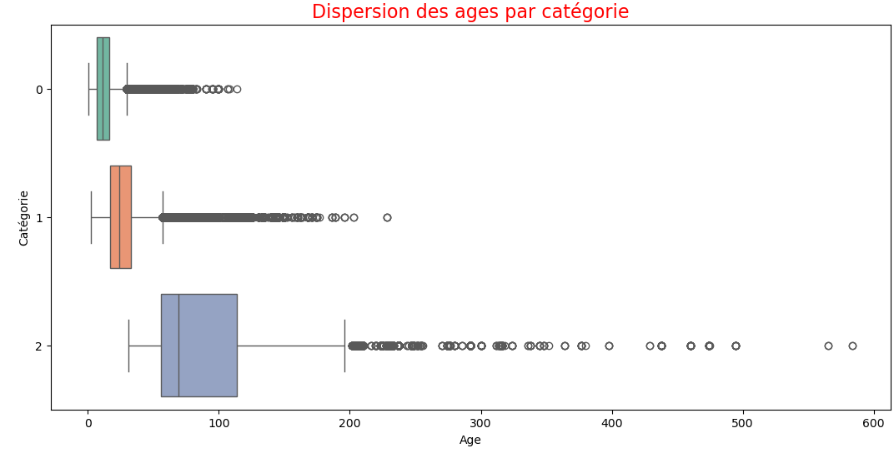 Dispersion des ages par catégorie
Catégorie
0
1
2
0 100 200 300 400 500 600
Age